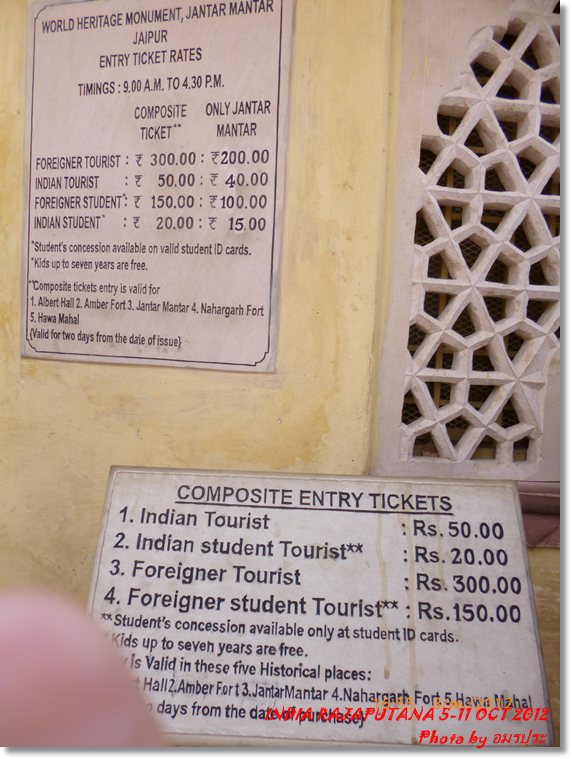 WORLD HERITAGE MONUMENT, JANTAR MANTAR
JAIPUR
ENTRY TICKET RATES
TIMINGS : 9.00 A.M. TO 4.30 P.M.
COMPOSITE ONLY JANTAR
TICKET** MANTAR
FOREIGNER TOURIST : ₹ 300.00 : ₹200.00
INDIAN TOURIST : ₹ 50.00 : ₹ 40.00
FOREIGNER STUDENT* : ₹ 150.00 : ₹100.00
INDIAN STUDENT* : ₹ 20.00 : ₹ 15.00
*Student's concession available on valid student ID cards.
*Kids up to seven years are free.
**Composite tickets entry is valid for
1. Albert Hall 2. Amber Fort 3. Jantar Mantar 4. Nahargarh Fort
5. Hawa Mahal
{Valid for two days from the date of issue}
COMPOSITE ENTRY TICKETS
1. Indian Tourist : Rs. 50.00
2. Indian student Tourist** : Rs. 20.00
3. Foreigner Tourist : Rs. 300.00
4. Foreigner student Tourist** : Rs. 150.00
**Student's concession available only at student ID cards.
Kids up to seven years are free.
is Valid in these five Historical places:
Hall 2.Amber Fort 3.Jantar Mantar 4.Nahargarh Fort 5.Hawa Mahal
days from the date of purchase}
INDIA RAJAPUTANA 5-11 OCT 2012
Photo by อมรประ